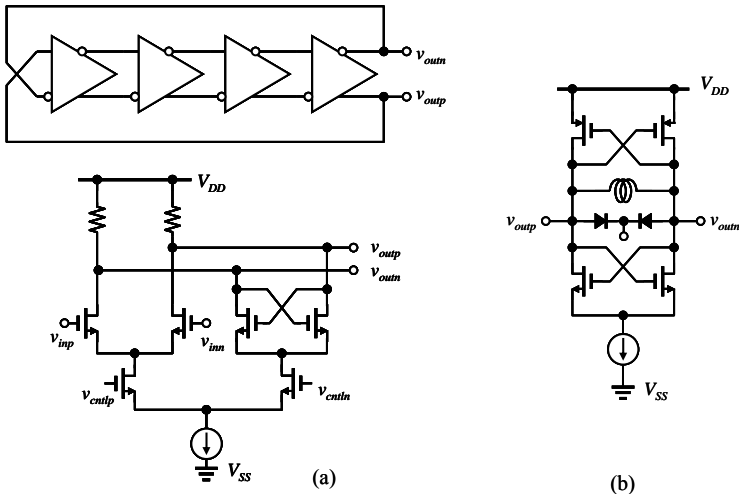 v_outn
v_outp
V_DD
v_outp
v_outn
v_inp
v_inn
v_cntlp
v_cntln
V_SS
(a)
V_DD
v_outp
v_outn
V_SS
(b)